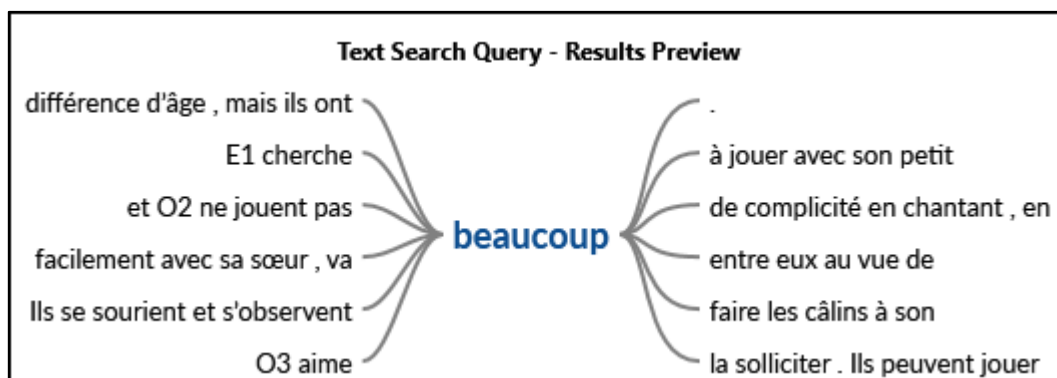 Text Search Query - Results Preview
différence d'âge , mais ils ont
E1 cherche
et O2 ne jouent pas
facilement avec sa sœur , va
Ils se sourient et s'observent
O3 aime
beaucoup
.
à jouer avec son petit
de complicité en chantant , en
entre eux au vue de
faire les câlins à son
la solliciter . Ils peuvent jouer